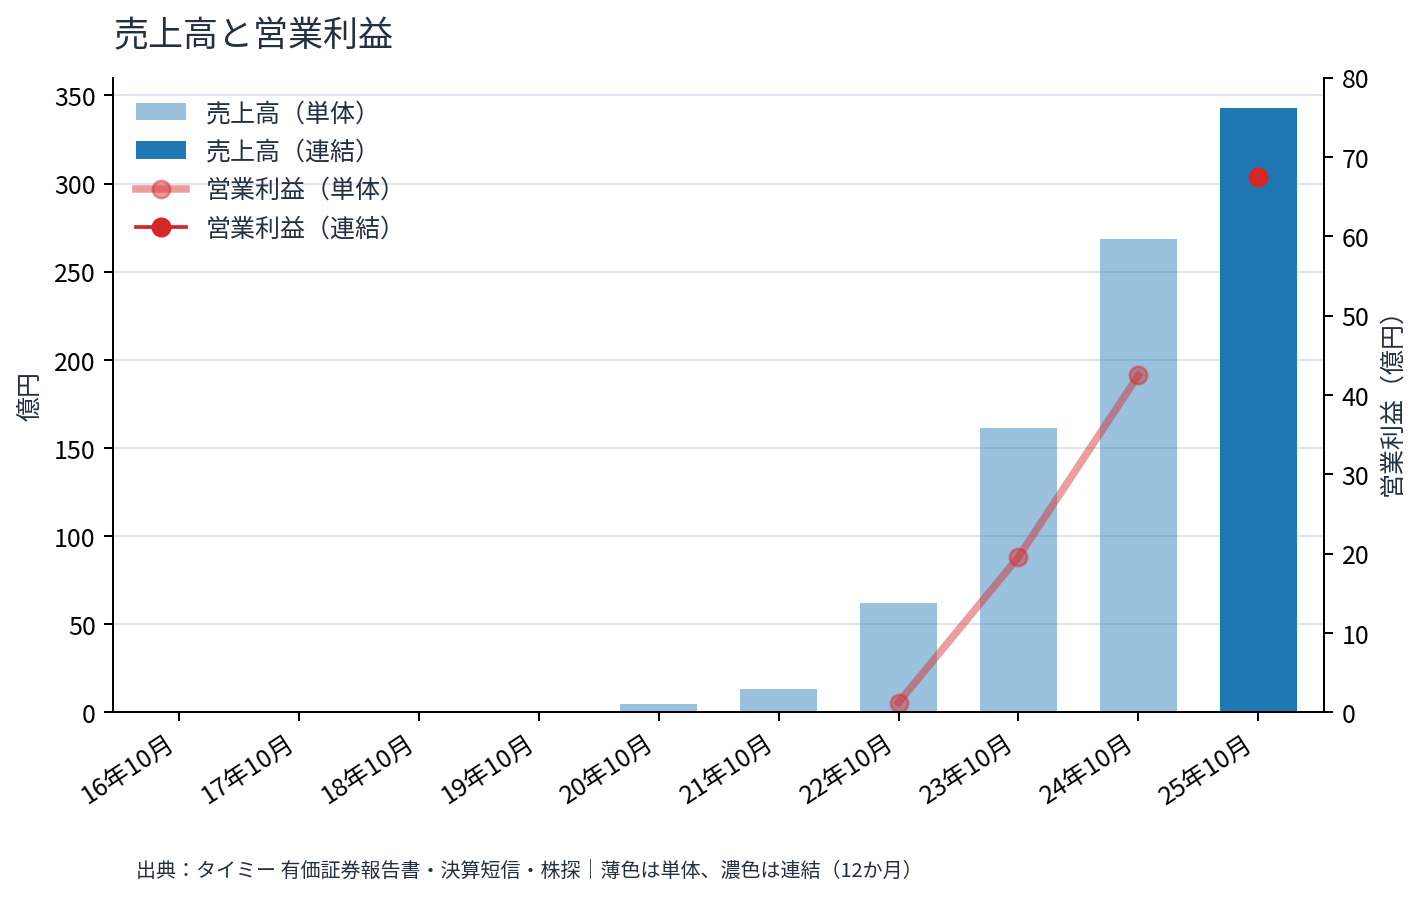 売上高と営業利益
350
300
250
200
150
100
50
0
億円
売上高（単体）
売上高（連結）
営業利益（単体）
営業利益（連結）
80
70
60
50
40
30
20
10
0
営業利益（億円）
16年10月
17年10月
18年10月
19年10月
20年10月
21年10月
22年10月
23年10月
24年10月
25年10月
出典：タイミー 有価証券報告書・決算短信・株探｜薄色は単体、濃色は連結（12か月）